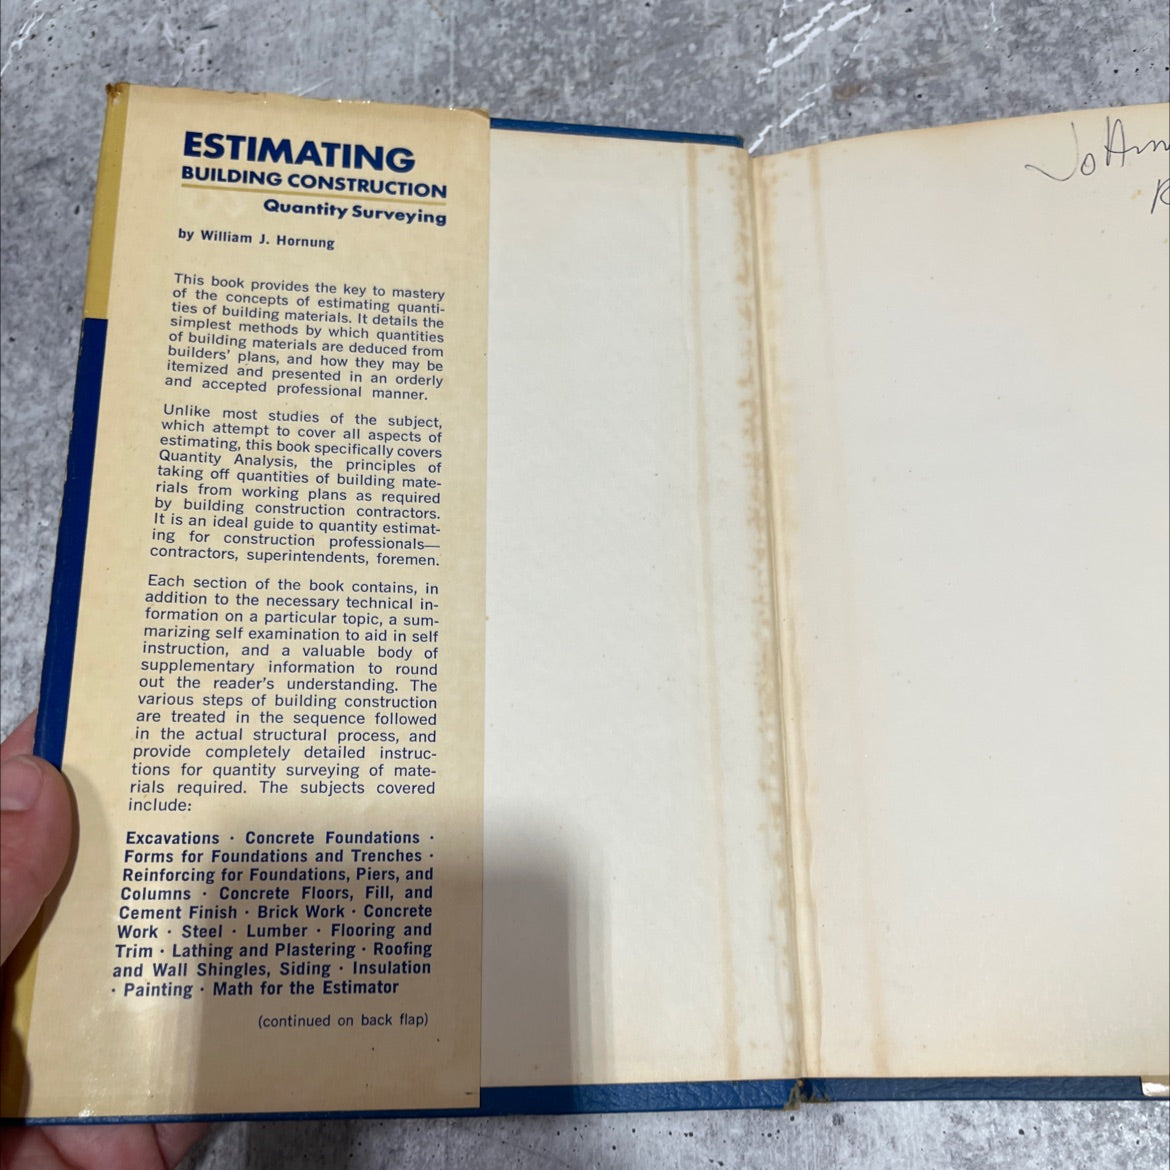 ESTIMATING
BUILDING CONSTRUCTION
Quantity Surveying
by William J. Hornung
This book provides the key to mastery
of the concepts of estimating quanti-
ties of building materials. It details the
simplest methods by which quantities
of building materials are deduced from
builders' plans, and how they may be
itemized and presented in an orderly
and accepted professional manner.
Unlike most studies of the subject,
which attempt to cover all aspects of
estimating, this book specifically covers
Quantity Analysis, the principles of
taking off quantities of building mate-
rials from working plans as required
by building construction contractors.
It is an ideal guide to quantity estimat-
ing for construction professionals—
contractors, superintendents, foremen.
Each section of the book contains, in
addition to the necessary technical in-
formation on a particular topic, a sum-
marizing self examination to aid in self
instruction, and a valuable body of
supplementary information to round
out the reader's understanding. The
various steps of building construction
are treated in the sequence followed
in the actual structural process, and
provide completely detailed instruc-
tions for quantity surveying of mate-
rials required. The subjects covered
include:
Excavations · Concrete Foundations ·
Forms for Foundations and Trenches ·
Reinforcing for Foundations, Piers, and
Columns · Concrete Floors, Fill, and
Cement Finish · Brick Work · Concrete
Work · Steel · Lumber · Flooring and
Trim · Lathing and Plastering · Roofing
and Wall Shingles, Siding · Insulation
· Painting · Math for the Estimator
(continued on back flap)